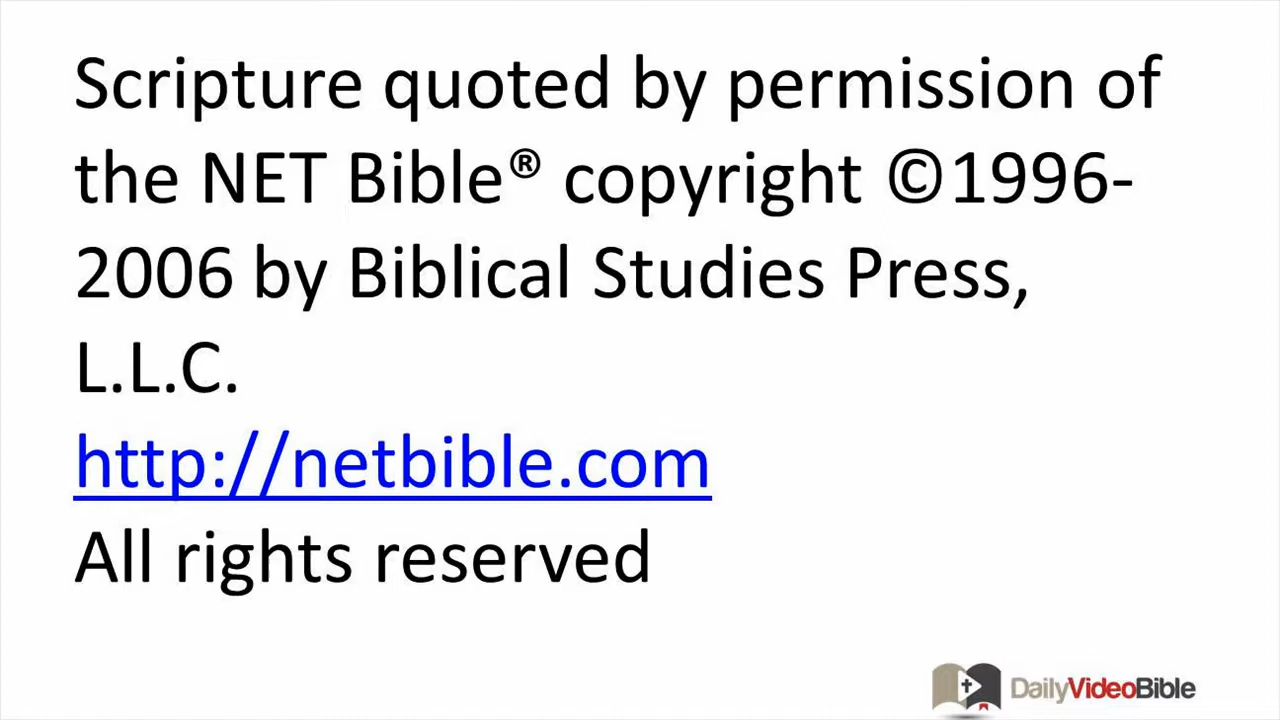 Scripture quoted by permission of
the NET Bible® copyright ©1996-
2006 by Biblical Studies Press,
L.L.C.
http://netbible.com
All rights reserved
DailyVideoBible